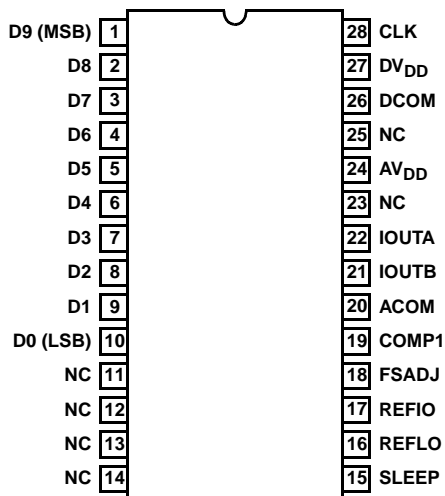 D9 (MSB) 1 28 CLK
D8 2 27 DVDD
D7 3 26 DCOM
D6 4 25 NC
D5 5 24 AVDD
D4 6 23 NC
D3 7 22 IOUTA
D2 8 21 IOUTB
D1 9 20 ACOM
D0 (LSB) 10 19 COMP1
NC 11 18 FSADJ
NC 12 17 REFIO
NC 13 16 REFLO
NC 14 15 SLEEP